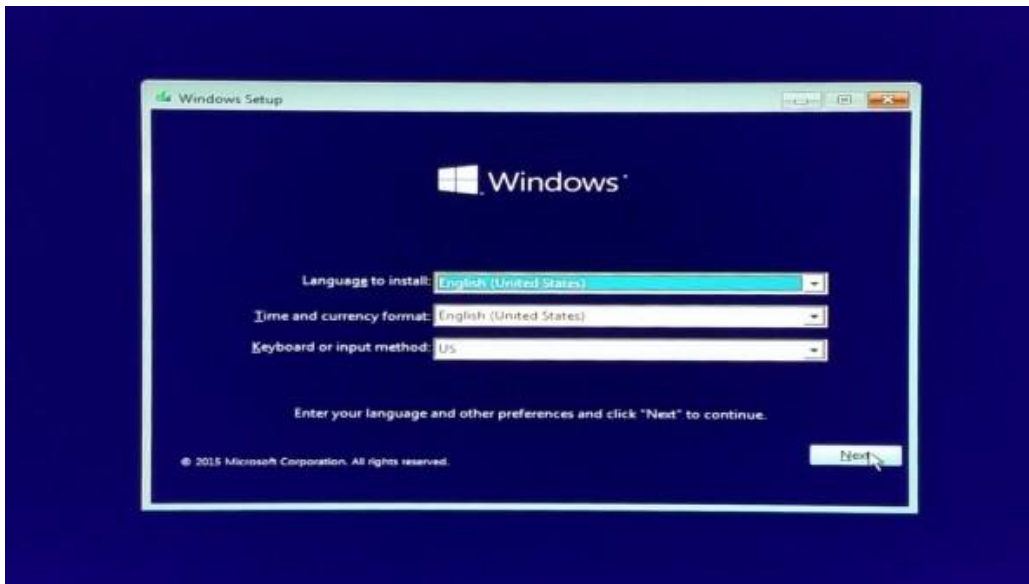 Windows Setup
Windows
Language to install: English (United States)
Time and currency format: English (United States)
Keyboard or input method: US
Enter your language and other preferences and click "Next" to continue.
© 2015 Microsoft Corporation. All rights reserved.
Next